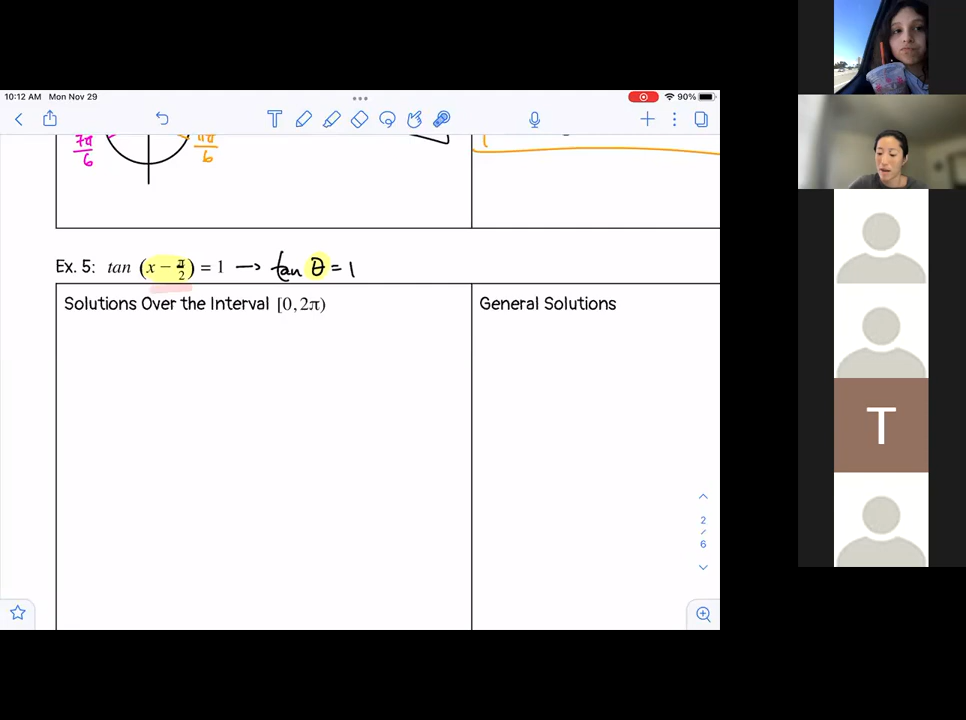 10:12 AM Mon Nov 29
90%
7π/6
11π/6
Ex. 5: tan (x − π/2) = 1 → tan θ = 1
Solutions Over the Interval [0, 2π)
General Solutions
2
/
6
T